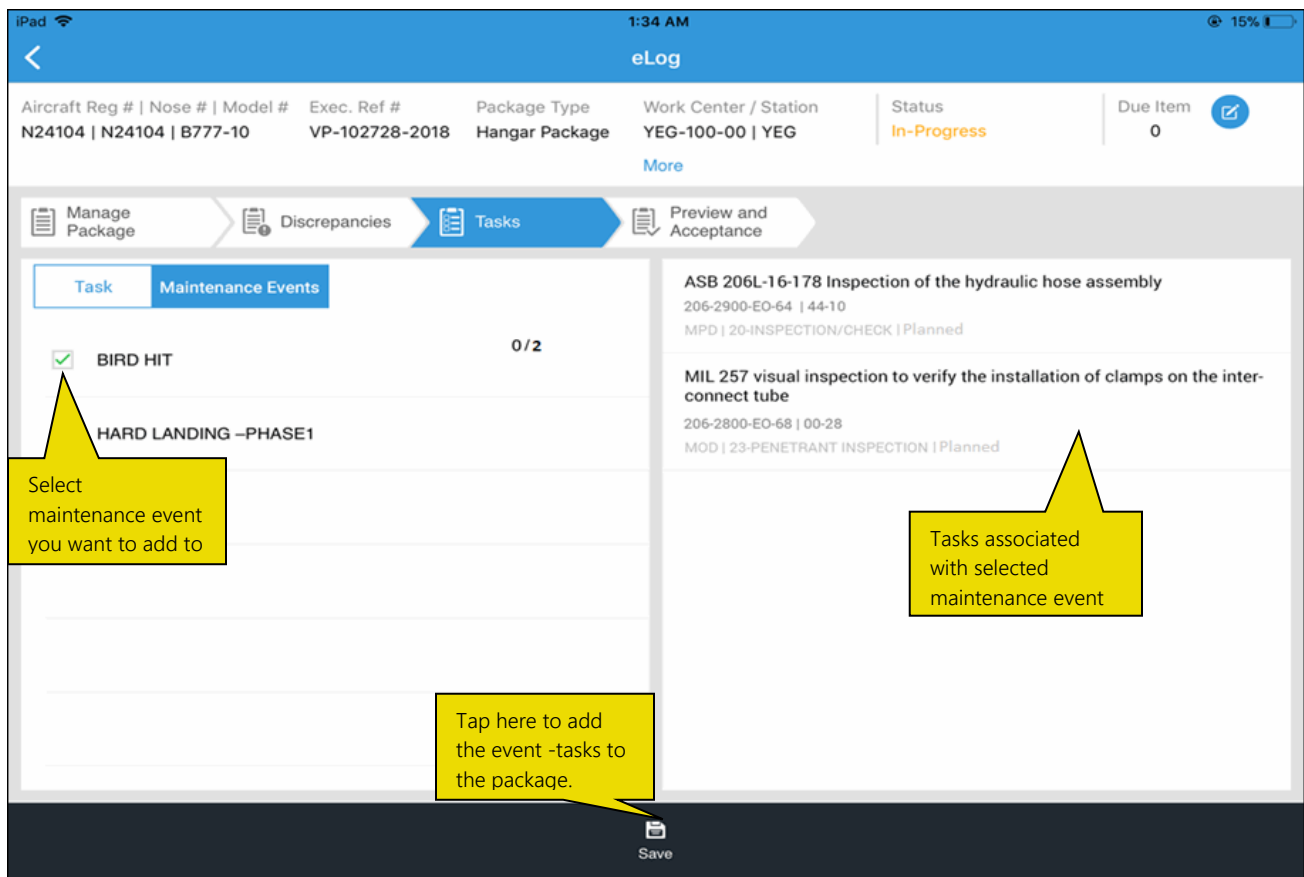 iPad 1:34 AM 15%
eLog
Aircraft Reg # | Nose # | Model # Exec. Ref # Package Type Work Center / Station Status Due Item
N24104 | N24104 | B777-10 VP-102728-2018 Hangar Package YEG-100-00 | YEG In-Progress 0
More
Manage
Package
Discrepancies
Tasks
Preview and
Acceptance
Task Maintenance Events
BIRD HIT 0/2
HARD LANDING –PHASE1
Select
maintenance event
you want to add to
ASB 206L-16-178 Inspection of the hydraulic hose assembly
206-2900-EO-64 | 44-10
MPD | 20-INSPECTION/CHECK | Planned
MIL 257 visual inspection to verify the installation of clamps on the inter-
connect tube
206-2800-EO-68 | 00-28
MOD | 23-PENETRANT INSPECTION | Planned
Tasks associated
with selected
maintenance event
Tap here to add
the event -tasks to
the package.
Save